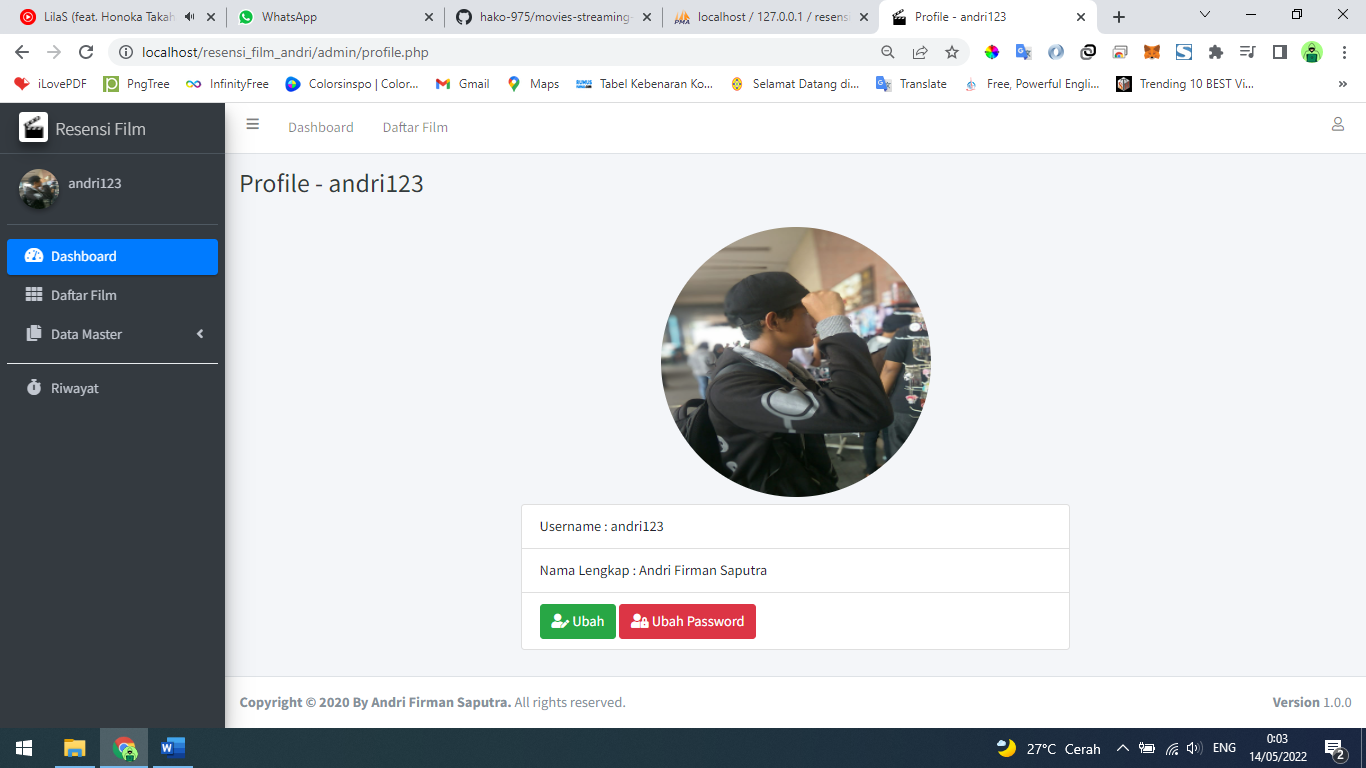 LilaS (feat. Honoka Takah
WhatsApp
hako-975/movies-streaming-
localhost / 127.0.0.1 / resensi
Profile - andri123
localhost/resensi_film_andri/admin/profile.php
iLovePDF
PngTree
InfinityFree
Colorsinspo | Color...
Gmail
Maps
Tabel Kebenaran Ko...
Selamat Datang di...
Translate
Free, Powerful Engli...
Trending 10 BEST Vi...
Resensi Film
Dashboard
Daftar Film
andri123
Profile - andri123
Dashboard
Daftar Film
Data Master
Riwayat
Username : andri123
Nama Lengkap : Andri Firman Saputra
Ubah
Ubah Password
Copyright © 2020 By Andri Firman Saputra. All rights reserved.
Version 1.0.0
27°C Cerah
ENG
0:03
14/05/2022
2